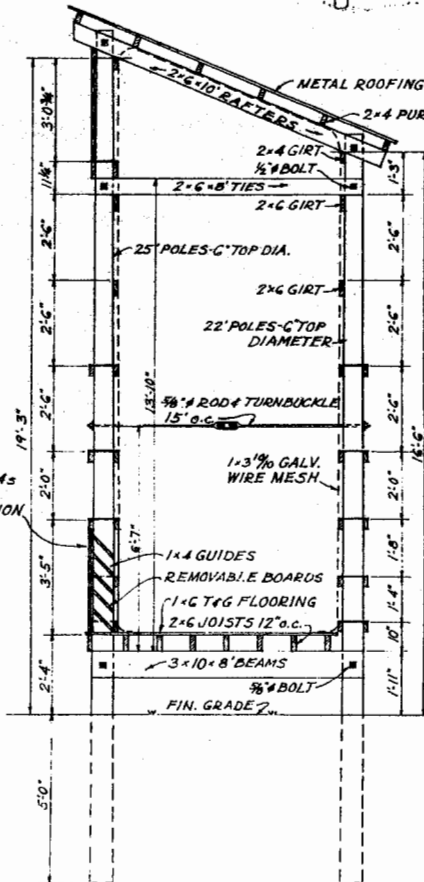 METAL ROOFING
2×6×10' RAFTERS
2×4 PUR
2×4 GIRT
½"⌀ BOLT
2×6×8' TIES
2×6 GIRT
25' POLES-6" TOP DIA.
2×6 GIRT
22' POLES-6" TOP
DIAMETER
⅝"⌀ ROD & TURNBUCKLE
15' o.c.
1×3 10/10 GALV.
WIRE MESH
1×4 GUIDES
REMOVABLE BOARDS
1×6 T&G FLOORING
2×6 JOISTS 12" o.c.
3×10×8' BEAMS
⅝"⌀ BOLT
FIN. GRADE
3'-0¾"
11¼"
2'-6"
2'-6"
2'-6"
2'-0"
3'-5"
2'-4"
5'-0"
19'-3"
13'-10"
6'-7"
1'-3"
2'-6"
2'-6"
2'-6"
2'-0"
1'-8"
1'-4"
10"
1'-11"
16'-6"